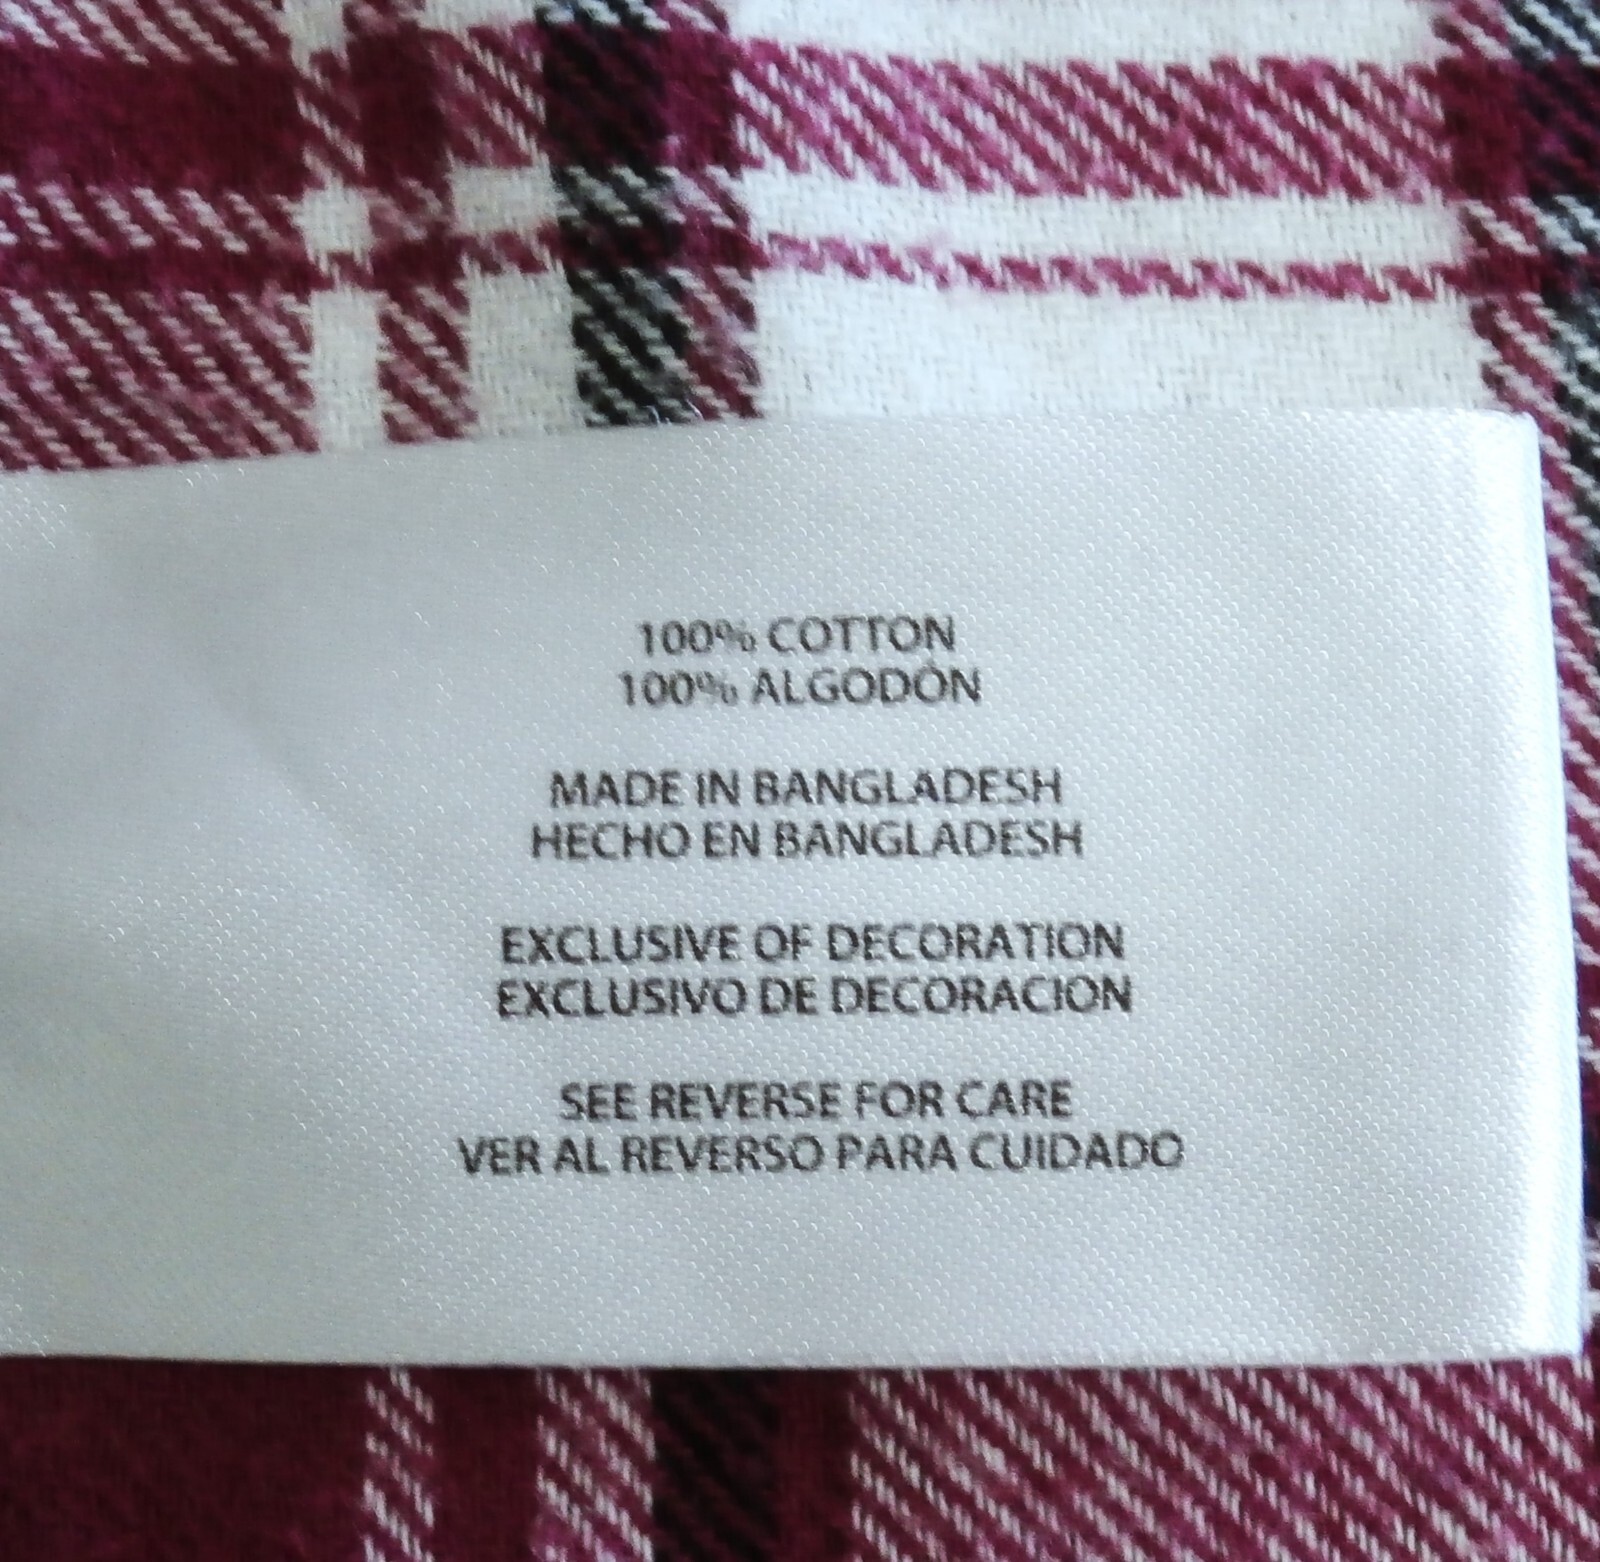 100% COTTON
100% ALGODÓN
MADE IN BANGLADESH
HECHO EN BANGLADESH
EXCLUSIVE OF DECORATION
EXCLUSIVO DE DECORACION
SEE REVERSE FOR CARE
VER AL REVERSO PARA CUIDADO